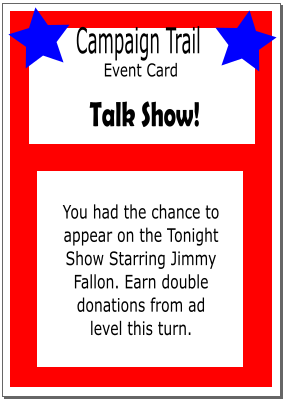 Campaign Trail
Event Card
Talk Show!
You had the chance to
appear on the Tonight
Show Starring Jimmy
Fallon. Earn double
donations from ad
level this turn.